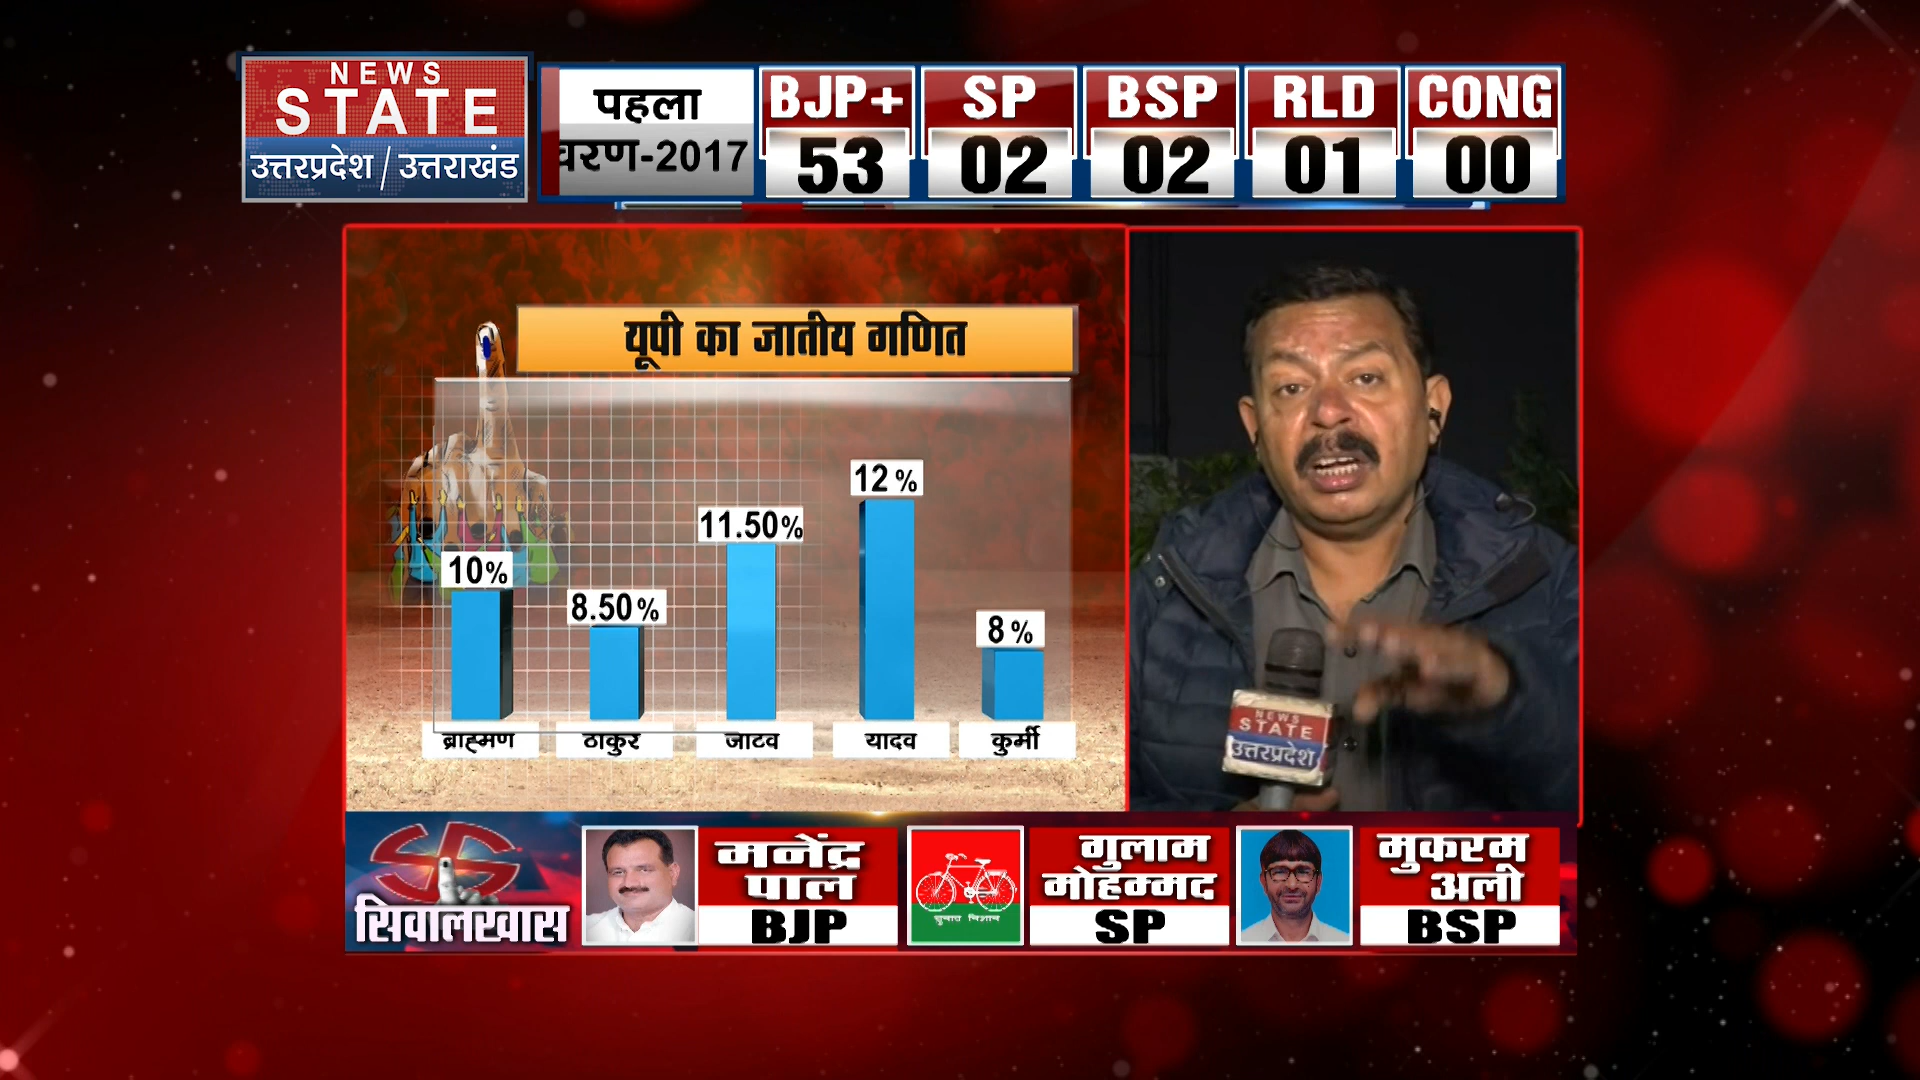 NEWS
STATE
उत्तरप्रदेश / उत्तराखंड
पहला
चरण-2017
BJP+
53
SP
02
BSP
02
RLD
01
CONG
00
यूपी का जातीय गणित
10%
8.50%
11.50%
12%
8%
ब्राह्मण
ठाकुर
जाटव
यादव
कुर्मी
NEWS
STATE
उत्तरप्रदेश
सिवालखास
मनेंद्र
पाल
BJP
गुलाम
मोहम्मद
SP
मुकरम
अली
BSP